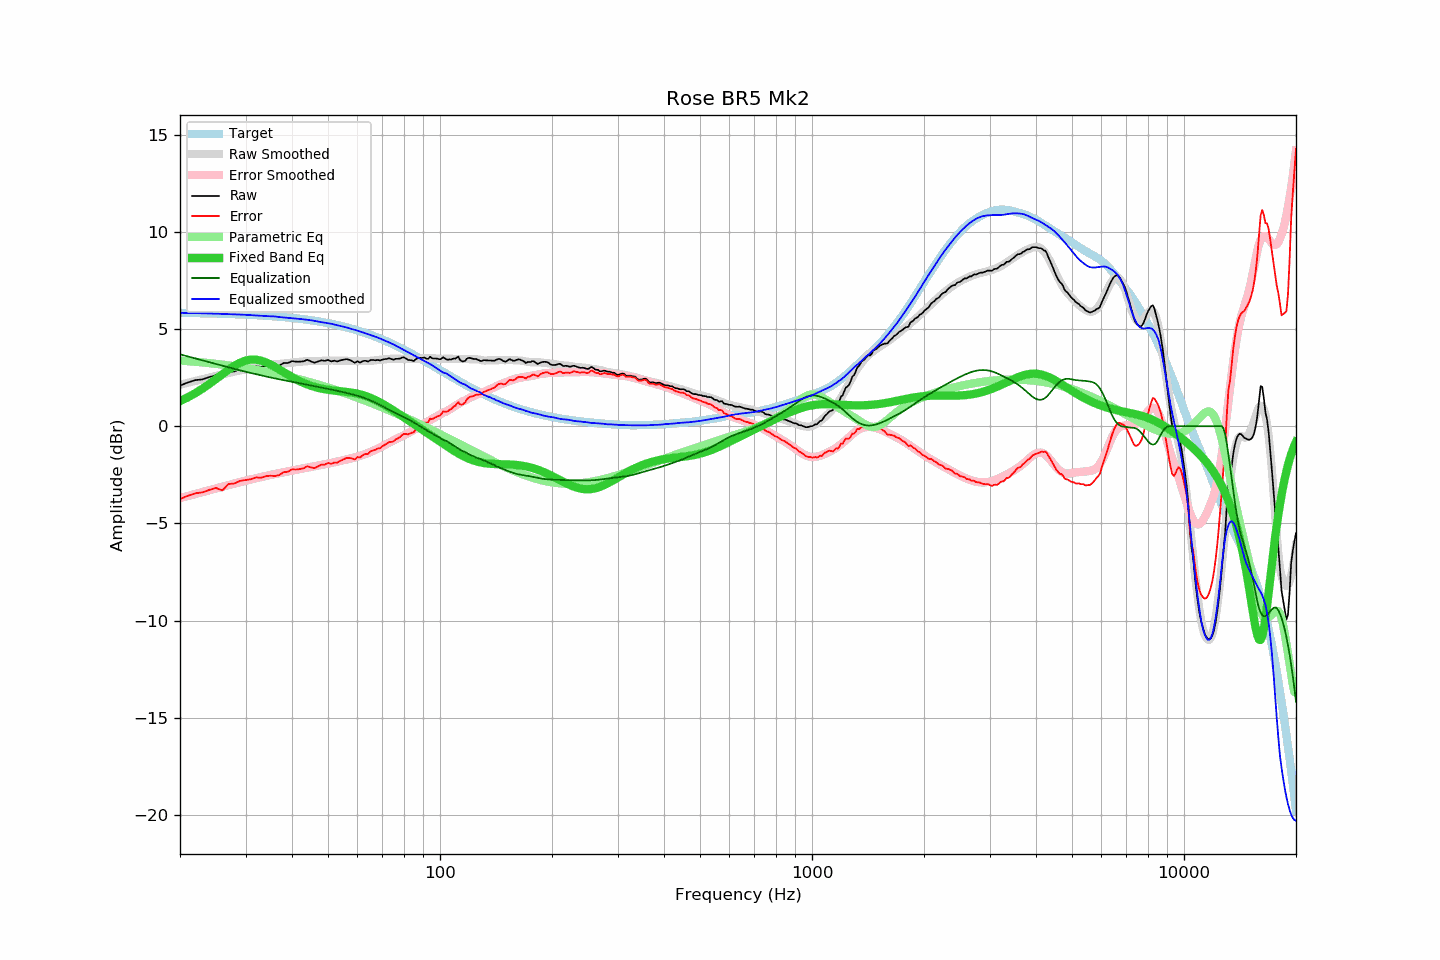 Rose BR5 Mk2
Target
Raw Smoothed
Error Smoothed
Raw
Error
Parametric Eq
Fixed Band Eq
Equalization
Equalized smoothed
15
10
5
0
−5
−10
−15
−20
Amplitude (dBr)
100
1000
10000
Frequency (Hz)